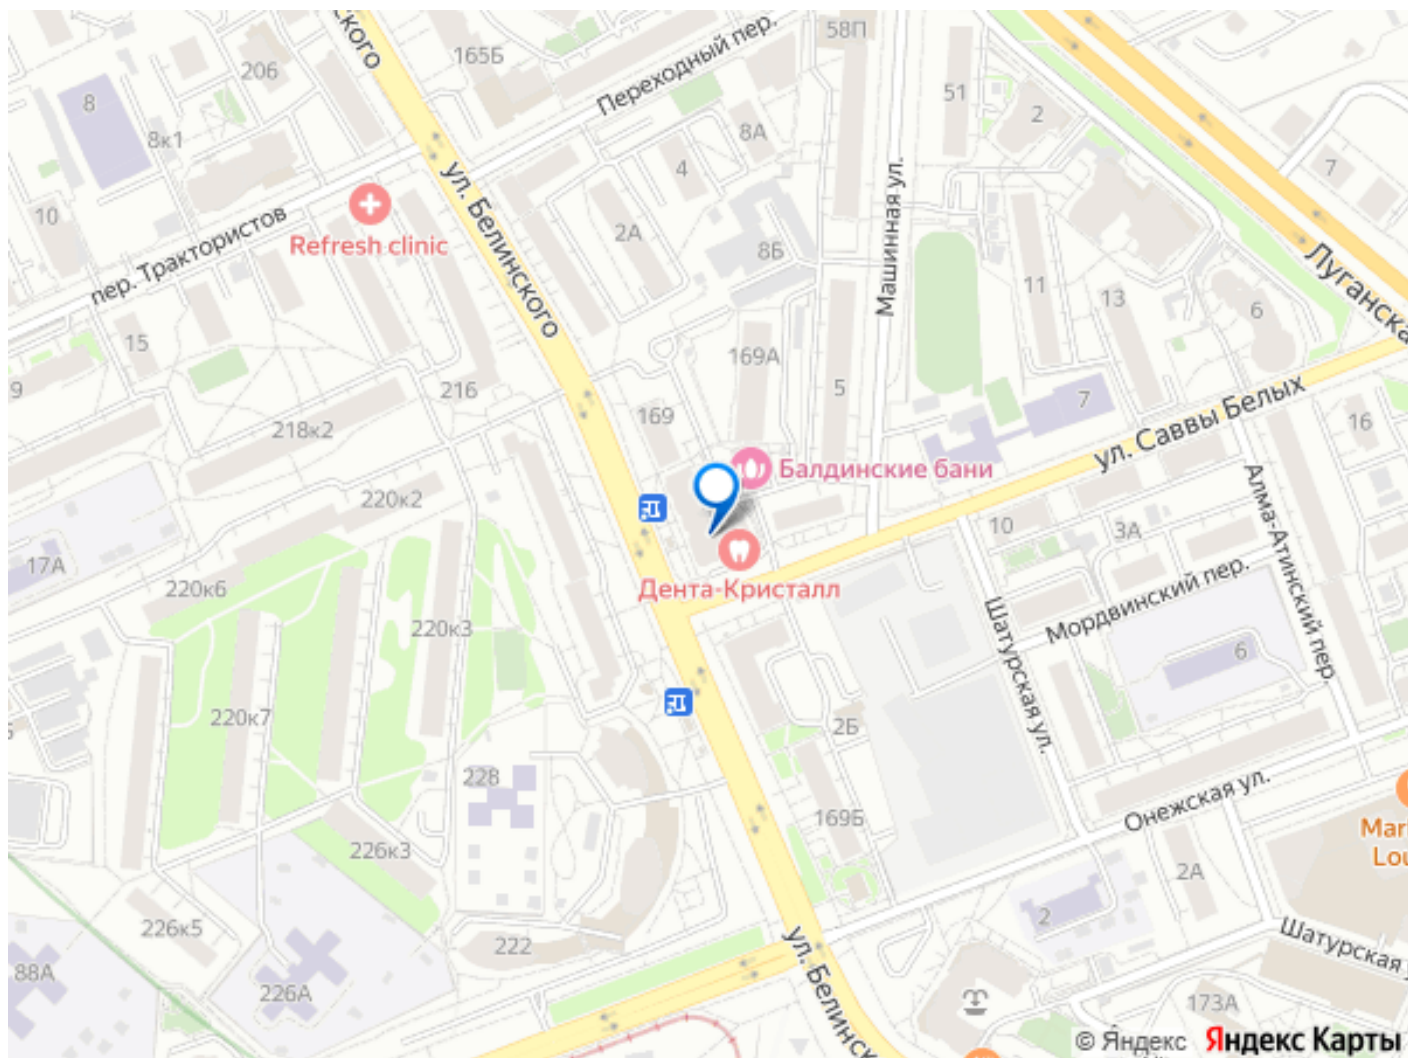 ского
58П
165Б
Переходный пер.
206
51
8
2
8А
8к1
7
4
ул. Белинского
Машинная ул.
10
Refresh clinic
2А
пер. Трактористов
8Б
Луганска
11
13
6
15
169А
216
5
7
169
218к2
16
ул. Саввы Белых
Балдинские бани
220к2
Алма-Атинский пер.
10
3А
17А
220к6
Дента-Кристалл
Мордвинский пер.
Шатурская ул.
220к3
6
220к7
2Б
228
Онежская ул.
169Б
Mar
Lou
226к3
2А
2
226к5
222
ул. Белинск
Шатурская у
88А
226А
173А
© Яндекс Яндекс Карты